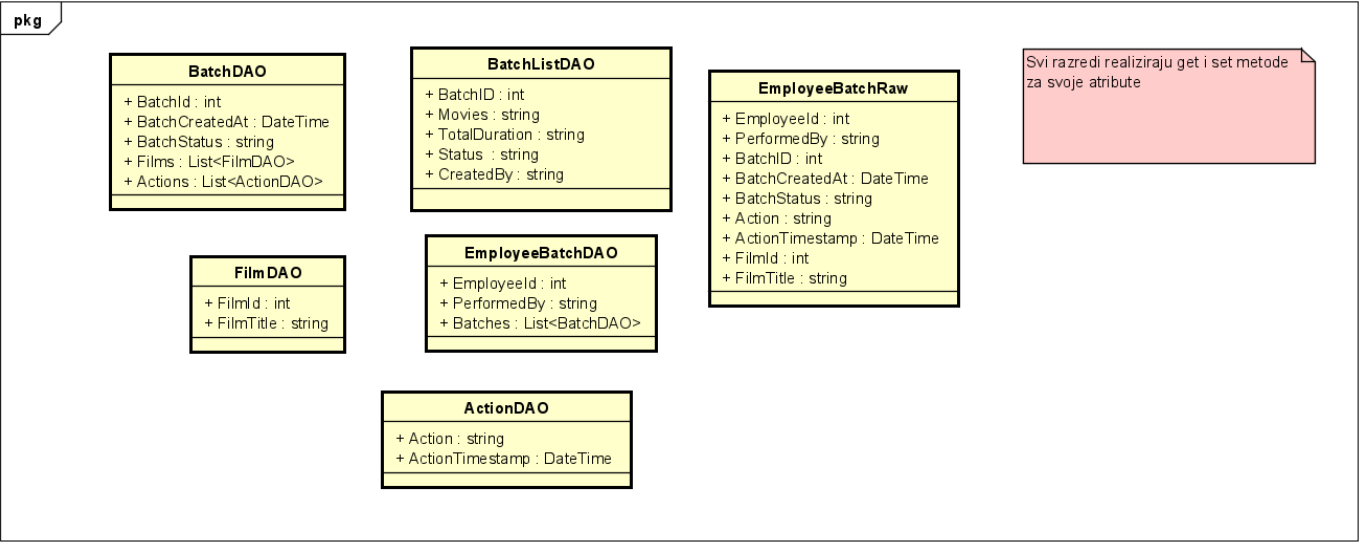 pkg
BatchDAO
+ BatchId : int
+ BatchCreatedAt : DateTime
+ BatchStatus : string
+ Films : List<FilmDAO>
+ Actions : List<ActionDAO>
BatchListDAO
+ BatchID : int
+ Movies : string
+ TotalDuration : string
+ Status  : string
+ CreatedBy : string
EmployeeBatchRaw
+ EmployeeId : int
+ PerformedBy : string
+ BatchID : int
+ BatchCreatedAt : DateTime
+ BatchStatus : string
+ Action : string
+ ActionTimestamp : DateTime
+ FilmId : int
+ FilmTitle : string
Svi razredi realiziraju get i set metode
za svoje atribute
FilmDAO
+ FilmId : int
+ FilmTitle : string
EmployeeBatchDAO
+ EmployeeId : int
+ PerformedBy : string
+ Batches : List<BatchDAO>
ActionDAO
+ Action : string
+ ActionTimestamp : DateTime